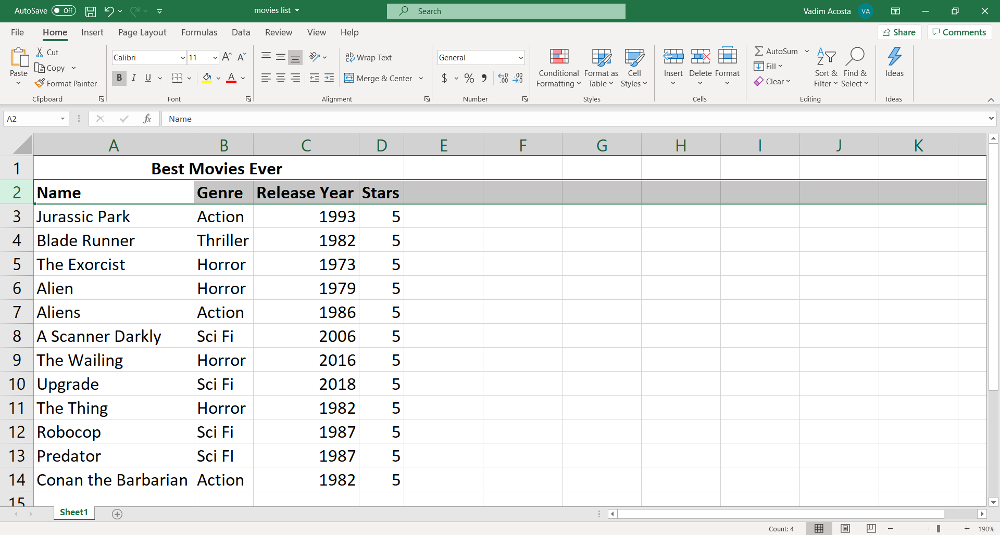 AutoSave Off movies list Search Vadim Acosta VA
File Home Insert Page Layout Formulas Data Review View Help Share Comments
Paste Cut Copy Format Painter Clipboard
Calibri 11 B I U A A A Font
ab Wrap Text Merge & Center Alignment
General $ % 9 .00 .00 Number
Conditional Formatting Format as Table Cell Styles Styles
Insert Delete Format Cells
AutoSum Fill Clear Sort & Filter Find & Select Editing
Ideas Ideas
A2 fx Name
A B C D E F G H I J K
1 Best Movies Ever
2 Name Genre Release Year Stars
3 Jurassic Park Action 1993 5
4 Blade Runner Thriller 1982 5
5 The Exorcist Horror 1973 5
6 Alien Horror 1979 5
7 Aliens Action 1986 5
8 A Scanner Darkly Sci Fi 2006 5
9 The Wailing Horror 2016 5
10 Upgrade Sci Fi 2018 5
11 The Thing Horror 1982 5
12 Robocop Sci Fi 1987 5
13 Predator Sci FI 1987 5
14 Conan the Barbarian Action 1982 5
15
Sheet1
Count: 4 190%